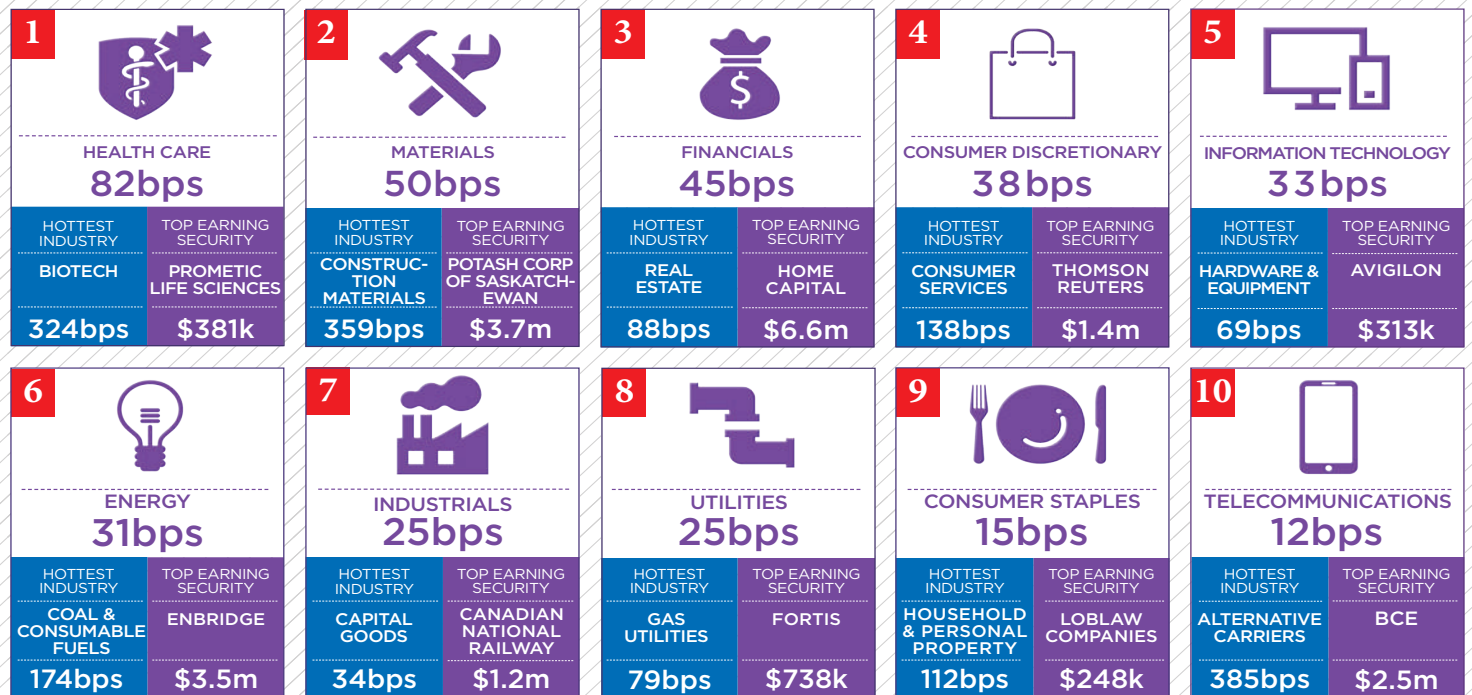 1
HEALTH CARE
82bps
HOTTEST
INDUSTRY
BIOTECH
324bps
TOP EARNING
SECURITY
PROMETIC
LIFE SCIENCES
$381k
2
MATERIALS
50bps
HOTTEST
INDUSTRY
CONSTRUC-
TION
MATERIALS
359bps
TOP EARNING
SECURITY
POTASH CORP
OF SASKATCH-
EWAN
$3.7m
3
$
FINANCIALS
45bps
HOTTEST
INDUSTRY
REAL
ESTATE
88bps
TOP EARNING
SECURITY
HOME
CAPITAL
$6.6m
4
CONSUMER DISCRETIONARY
38bps
HOTTEST
INDUSTRY
CONSUMER
SERVICES
138bps
TOP EARNING
SECURITY
THOMSON
REUTERS
$1.4m
5
INFORMATION TECHNOLOGY
33bps
HOTTEST
INDUSTRY
HARDWARE &
EQUIPMENT
69bps
TOP EARNING
SECURITY
AVIGILON
$313k
6
ENERGY
31bps
HOTTEST
INDUSTRY
COAL &
CONSUMABLE
FUELS
174bps
TOP EARNING
SECURITY
ENBRIDGE
$3.5m
7
INDUSTRIALS
25bps
HOTTEST
INDUSTRY
CAPITAL
GOODS
34bps
TOP EARNING
SECURITY
CANADIAN
NATIONAL
RAILWAY
$1.2m
8
UTILITIES
25bps
HOTTEST
INDUSTRY
GAS
UTILITIES
79bps
TOP EARNING
SECURITY
FORTIS
$738k
9
CONSUMER STAPLES
15bps
HOTTEST
INDUSTRY
HOUSEHOLD
& PERSONAL
PROPERTY
112bps
TOP EARNING
SECURITY
LOBLAW
COMPANIES
$248k
10
TELECOMMUNICATIONS
12bps
HOTTEST
INDUSTRY
ALTERNATIVE
CARRIERS
385bps
TOP EARNING
SECURITY
BCE
$2.5m